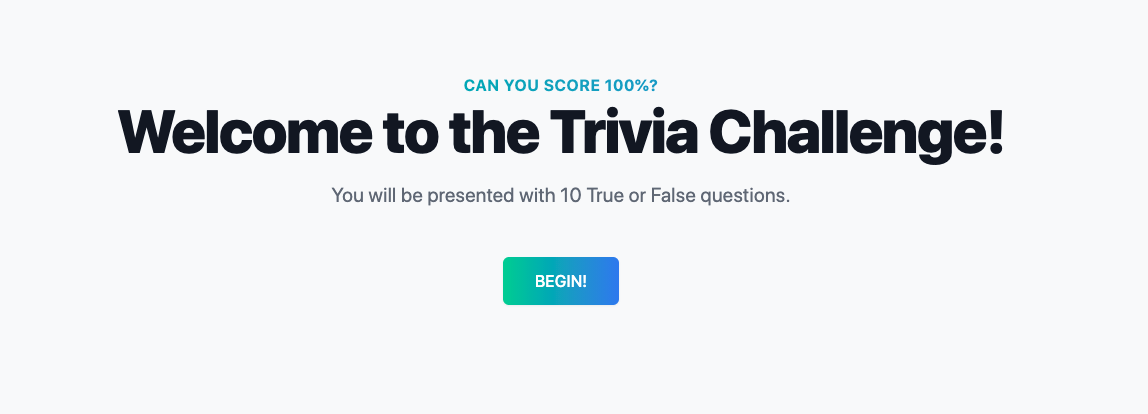 CAN YOU SCORE 100%?
Welcome to the Trivia Challenge!
You will be presented with 10 True or False questions.
BEGIN!